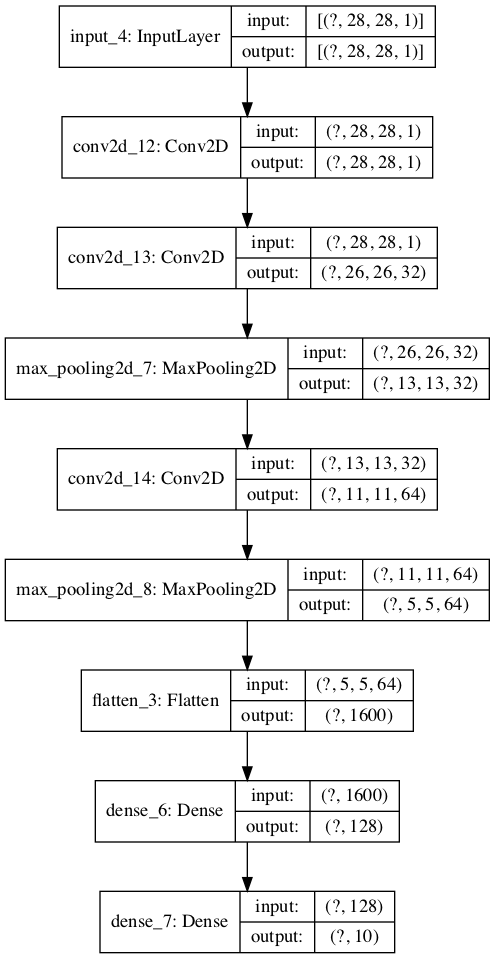 input_4: InputLayer
input:
[(?, 28, 28, 1)]
output:
[(?, 28, 28, 1)]
conv2d_12: Conv2D
input:
(?, 28, 28, 1)
output:
(?, 28, 28, 1)
conv2d_13: Conv2D
input:
(?, 28, 28, 1)
output:
(?, 26, 26, 32)
max_pooling2d_7: MaxPooling2D
input:
(?, 26, 26, 32)
output:
(?, 13, 13, 32)
conv2d_14: Conv2D
input:
(?, 13, 13, 32)
output:
(?, 11, 11, 64)
max_pooling2d_8: MaxPooling2D
input:
(?, 11, 11, 64)
output:
(?, 5, 5, 64)
flatten_3: Flatten
input:
(?, 5, 5, 64)
output:
(?, 1600)
dense_6: Dense
input:
(?, 1600)
output:
(?, 128)
dense_7: Dense
input:
(?, 128)
output:
(?, 10)